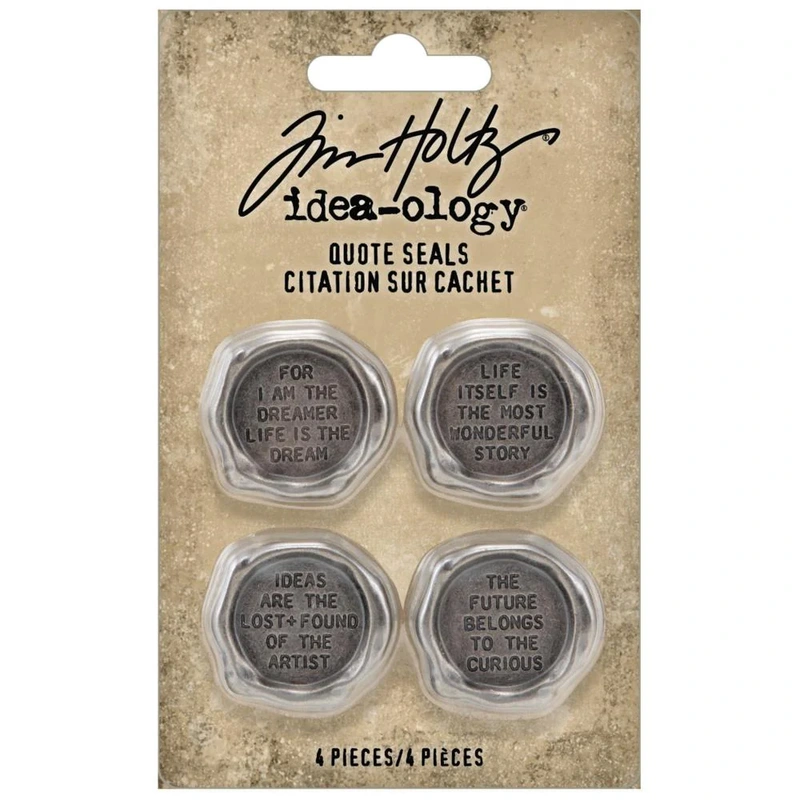 Tim Holtz®
idea-ology®
QUOTE SEALS
CITATION SUR CACHET
FOR
I AM THE
DREAMER
LIFE IS THE
DREAM
LIFE
ITSELF IS
THE MOST
WONDERFUL
STORY
IDEAS
ARE THE
LOST+FOUND
OF THE
ARTIST
THE
FUTURE
BELONGS
TO THE
CURIOUS
4 PIECES/4 PIÈCES